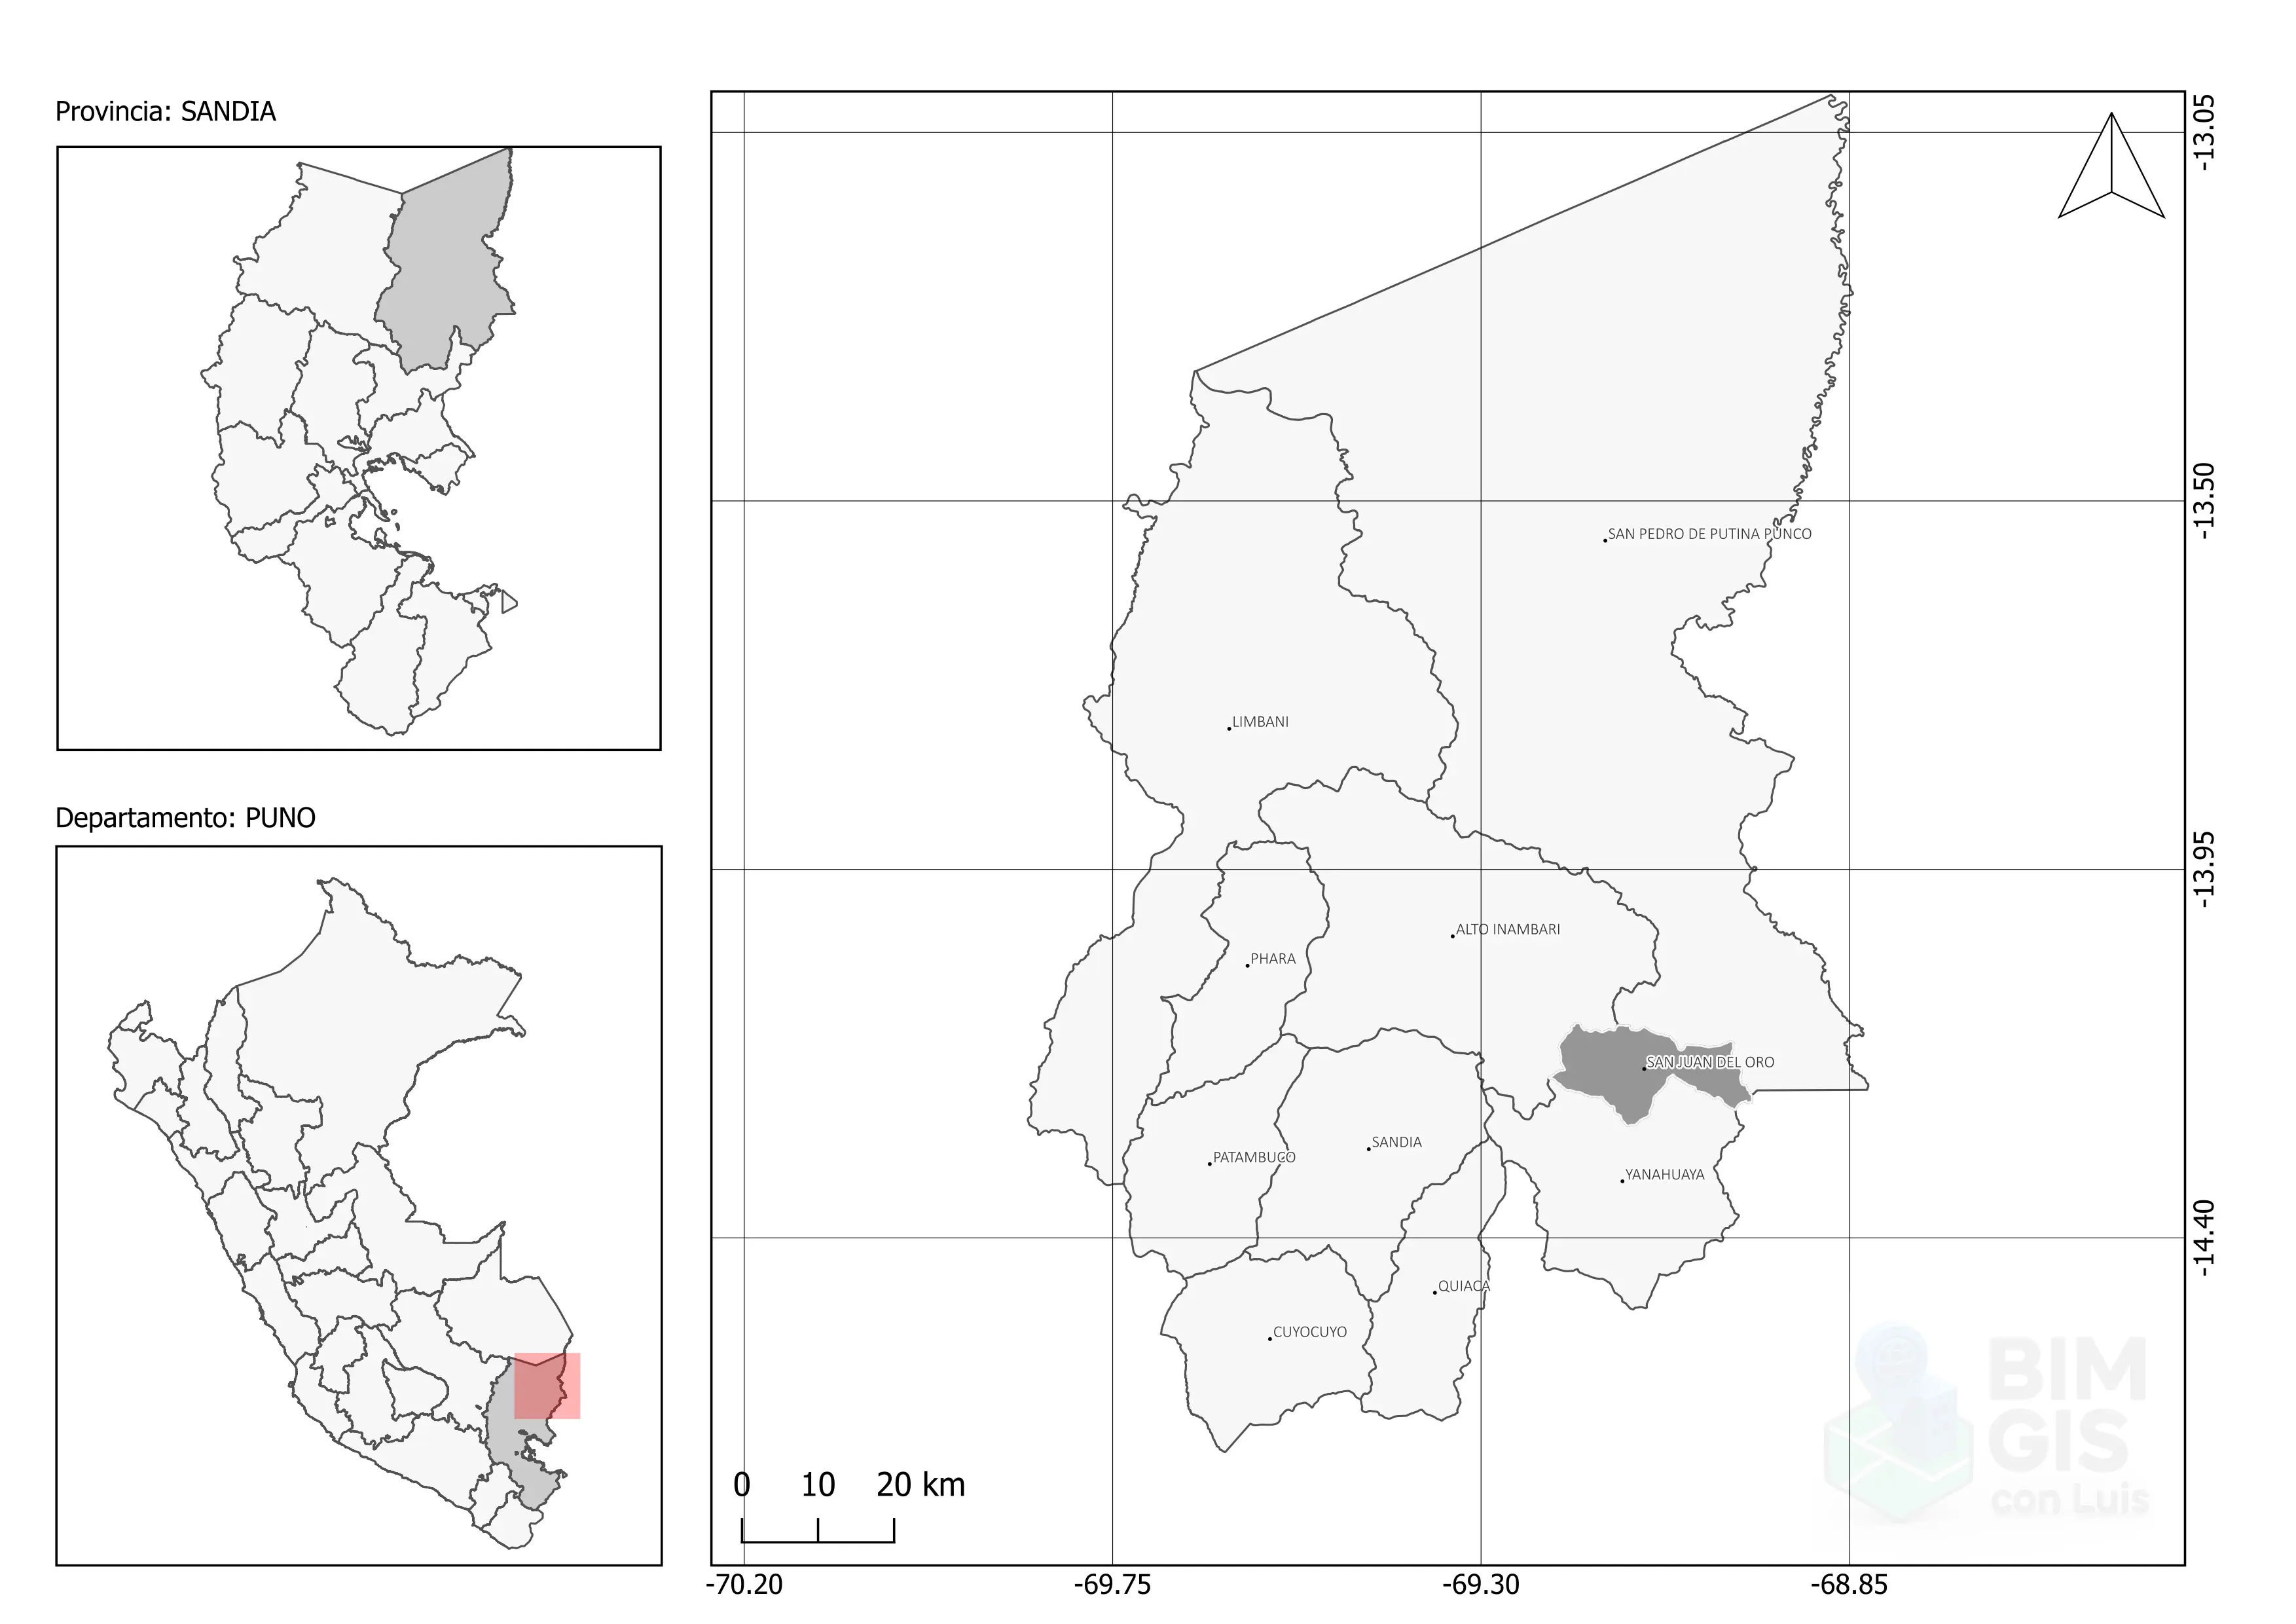 Provincia: SANDIA
Departamento: PUNO
SAN PEDRO DE PUTINA PUNCO
LIMBANI
ALTO INAMBARI
PHARA
SAN JUAN DEL ORO
SANDIA
PATAMBUCO
YANAHUAYA
QUIACA
CUYOCUYO
0 10 20 km
-13.05
-13.50
-13.95
-14.40
-70.20 -69.75 -69.30 -68.85
BIM
GIS
con Luis